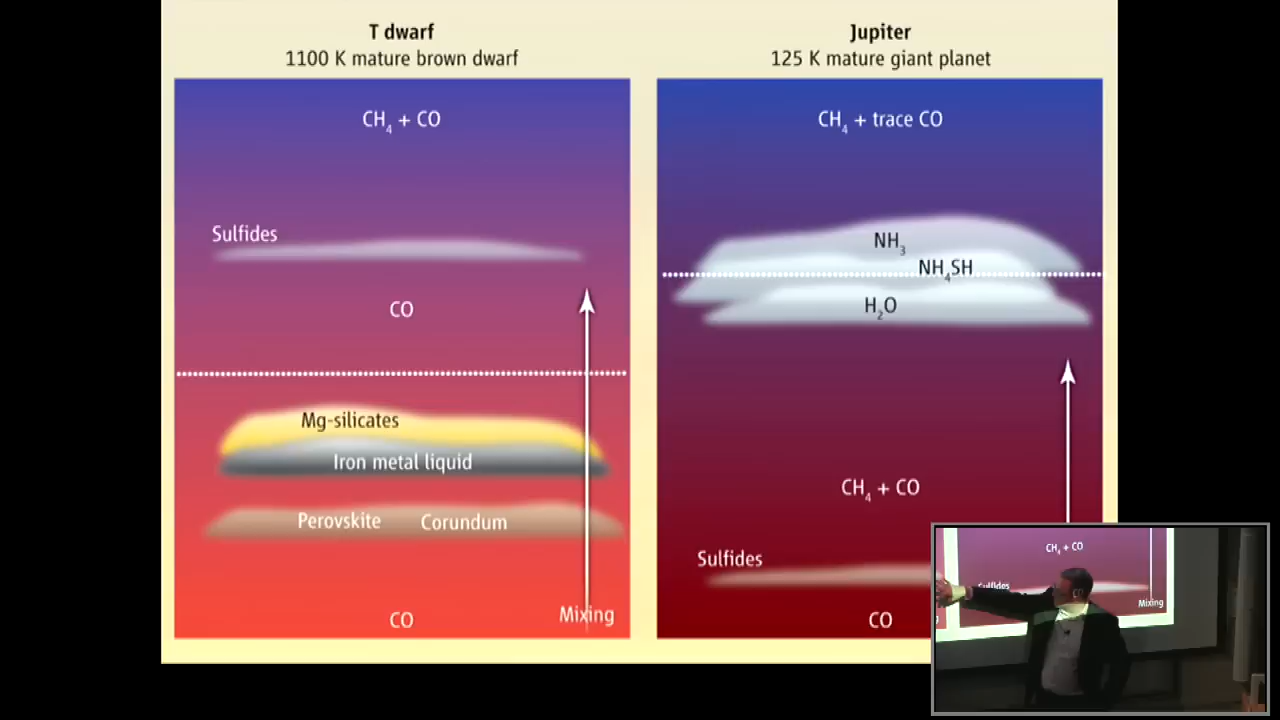 T dwarf
1100 K mature brown dwarf
CH₄ + CO
Sulfides
CO
Mg-silicates
Iron metal liquid
Perovskite Corundum
CO
Mixing
Jupiter
125 K mature giant planet
CH₄ + trace CO
NH₃
NH₄SH
H₂O
CH₄ + CO
Sulfides
CO
CH₄ + CO
Sulfides
Mixing